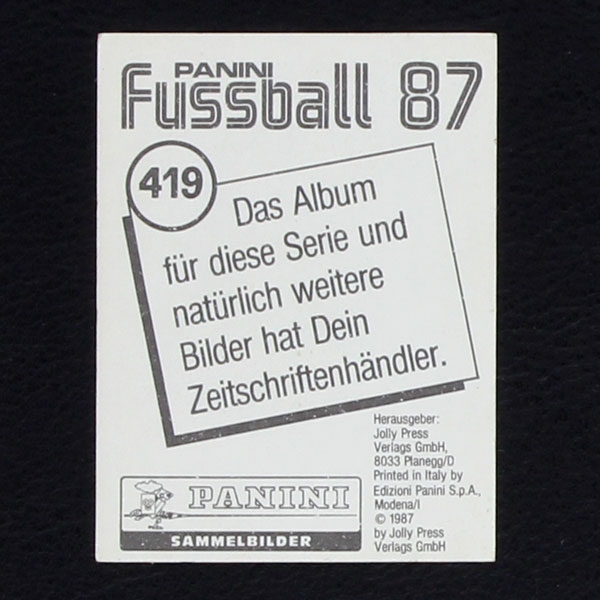 PANINI
Fussball 87
419
Das Album
für diese Serie und
natürlich weitere
Bilder hat Dein
Zeitschriftenhändler.
Herausgeber:
Jolly Press
Verlags GmbH,
8033 Planegg/D
Printed in Italy by
Edizioni Panini S.p.A.,
Modena/I
© 1987
by Jolly Press
Verlags GmbH
PANINI
SAMMELBILDER